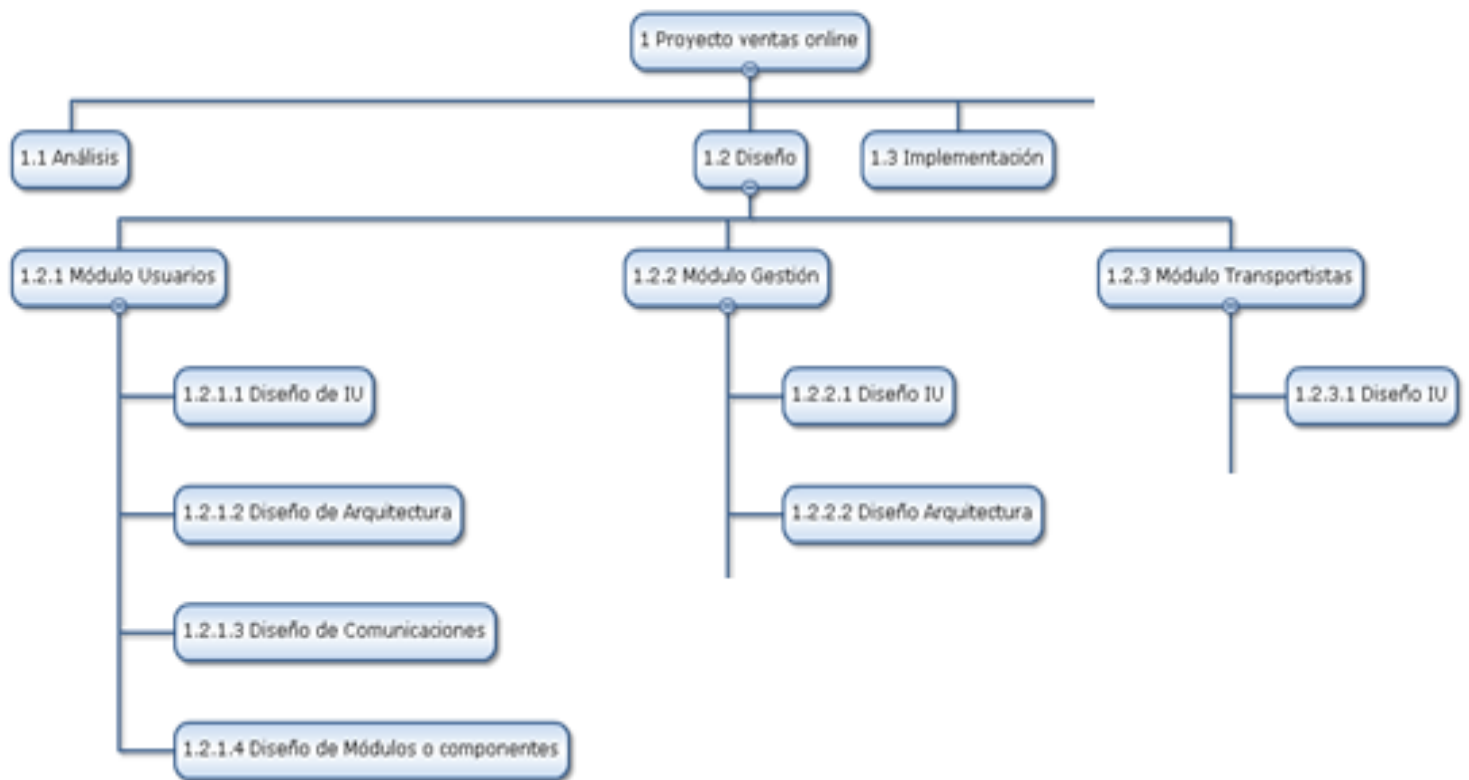 1 Proyecto ventas online
1.1 Análisis
1.2 Diseño
1.3 Implementación
1.2.1 Módulo Usuarios
1.2.2 Módulo Gestión
1.2.3 Módulo Transportistas
1.2.1.1 Diseño de IU
1.2.2.1 Diseño IU
1.2.3.1 Diseño IU
1.2.1.2 Diseño de Arquitectura
1.2.2.2 Diseño Arquitectura
1.2.1.3 Diseño de Comunicaciones
1.2.1.4 Diseño de Módulos o componentes